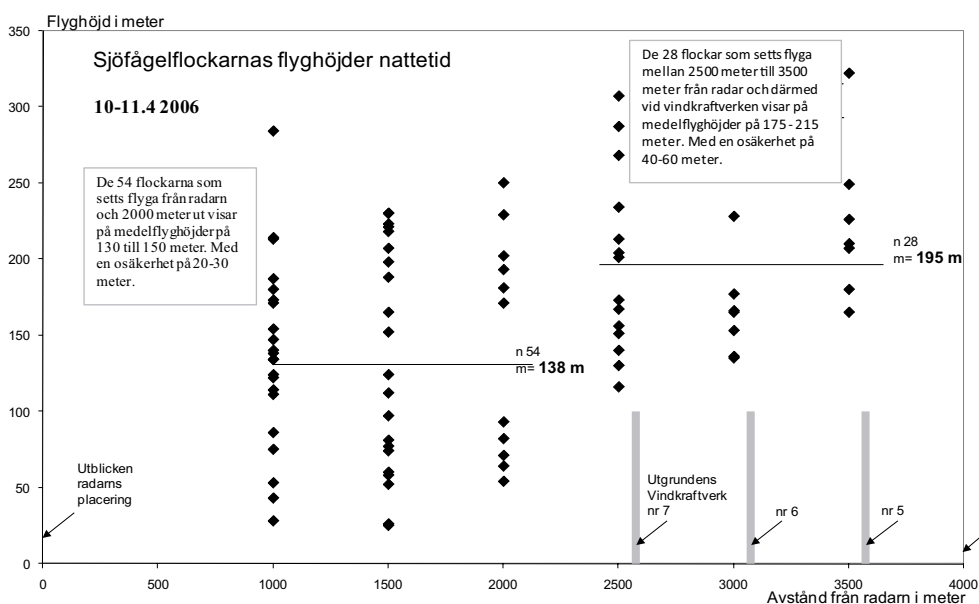 Flyghöjd i meter
350
300
250
200
150
100
50
0
Sjöfågelflockarnas flyghöjder nattetid
10-11.4 2006
De 54 flockarna som
setts flyga från radarn
och 2000 meter ut visar
på medelflyghöjder på
130 till 150 meter. Med
en osäkerhet på 20-30
meter.
De 28 flockar som setts flyga
mellan 2500 meter till 3500
meter från radar och därmed
vid vindkraftverken visar på
medelflyghöjder på 175 - 215
meter. Med en osäkerhet på
40-60 meter.
n 28
m= 195 m
n 54
m= 138 m
Utblicken
radarns
placering
Utgrundens
Vindkraftverk
nr 7
nr 6
nr 5
0 500 1000 1500 2000 2500 3000 3500 4000
Avstånd från radarn i meter